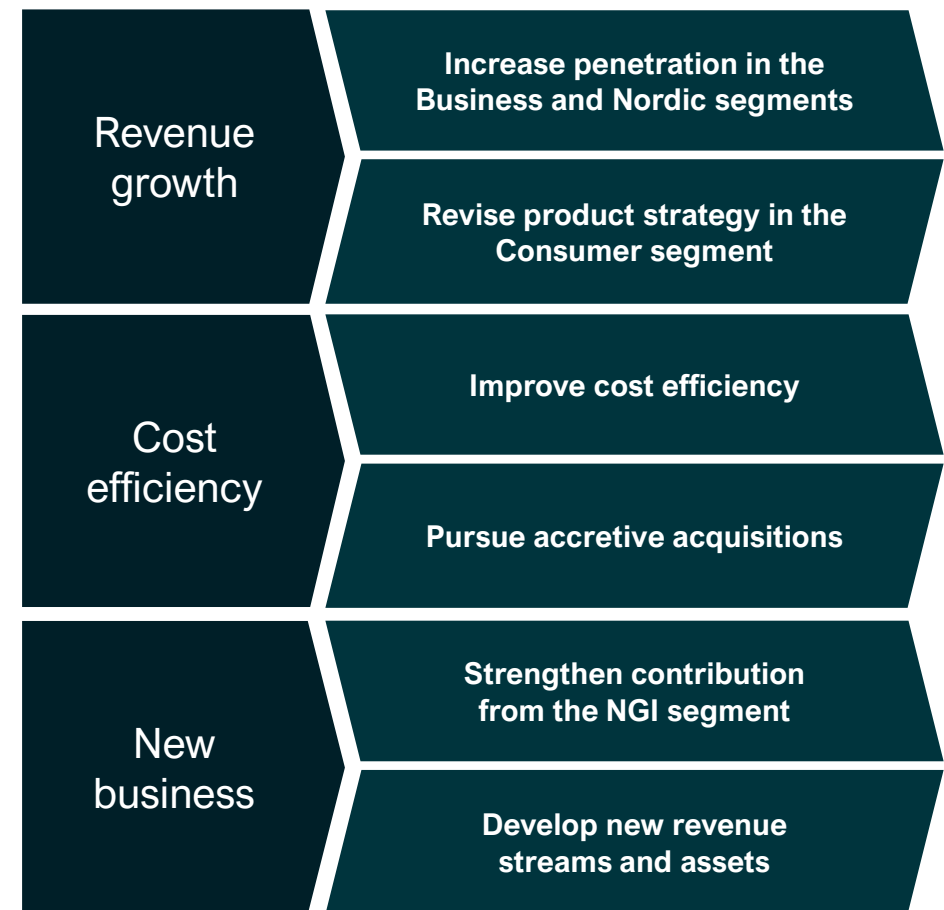 Revenue
growth
Increase penetration in the
Business and Nordic segments
Revise product strategy in the
Consumer segment
Cost
efficiency
Improve cost efficiency
Pursue accretive acquisitions
New
business
Strengthen contribution
from the NGI segment
Develop new revenue
streams and assets